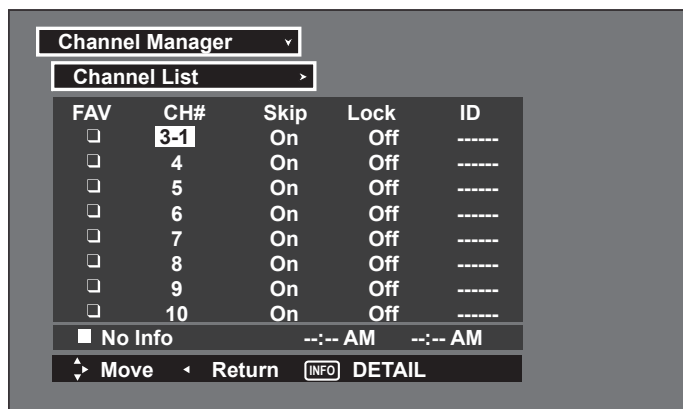 Channel Manager
Channel List
FAV CH# Skip Lock ID
3-1 On Off ------
4 On Off ------
5 On Off ------
6 On Off ------
7 On Off ------
8 On Off ------
9 On Off ------
10 On Off ------
No Info --:-- AM --:-- AM
Move Return INFO DETAIL